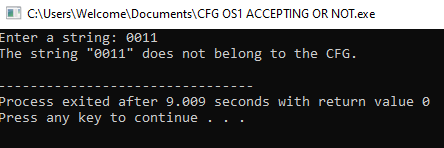 C:\Users\Welcome\Documents\CFG OS1 ACCEPTING OR NOT.exe
Enter a string: 0011
The string "0011" does not belong to the CFG.
--------------------------------
Process exited after 9.009 seconds with return value 0
Press any key to continue . . .